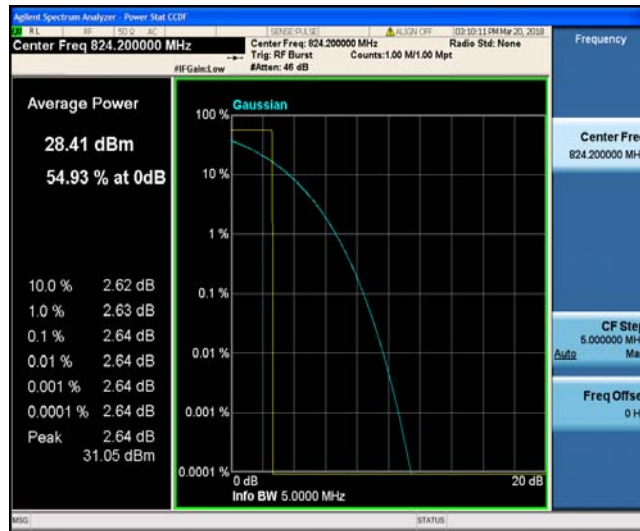 Agilent Spectrum Analyzer - Power Stat CCDF
RL RF 50 Ω AC SENSE:PULSE ALIGN OFF 03:10:11 PM Mar 20, 2018
Center Freq 824.200000 MHz
Center Freq: 824.200000 MHz Radio Std: None
Trig: RF Burst Counts:1.00 M/1.00 Mpt
#IFGain:Low #Atten: 46 dB
Frequency
Average Power
28.41 dBm
54.93 % at 0dB
10.0 % 2.62 dB
1.0 % 2.63 dB
0.1 % 2.64 dB
0.01 % 2.64 dB
0.001 % 2.64 dB
0.0001 % 2.64 dB
Peak 2.64 dB
31.05 dBm
Gaussian
100 %
10 %
1 %
0.1 %
0.01 %
0.001 %
0.0001 %
0 dB 20 dB
Info BW 5.0000 MHz
Center Fre
824.200000 MH
CF Step
5.000000 MH
Auto Ma
Freq Offse
0 H
MSG STATUS